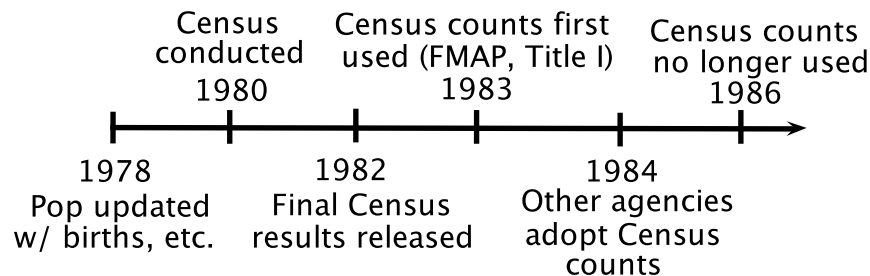 Census
conducted
1980
Census counts first
used (FMAP, Title I)
1983
Census counts
no longer used
1986
1978
Pop updated
w/ births, etc.
1982
Final Census
results released
1984
Other agencies
adopt Census
counts